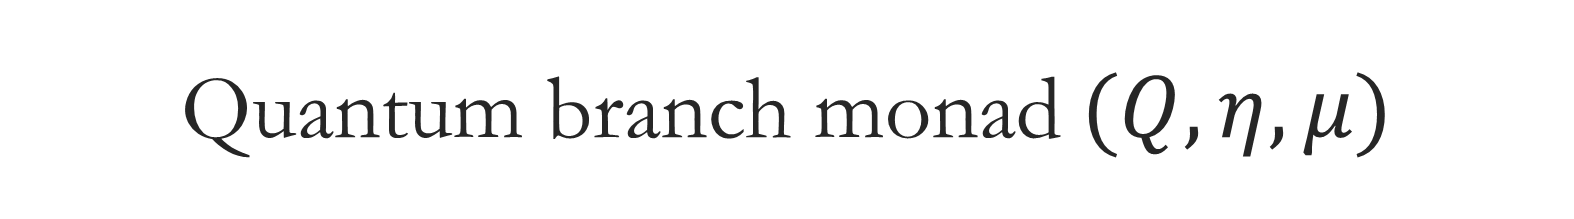 Quantum branch monad (𝑄, 𝜂, 𝜇)